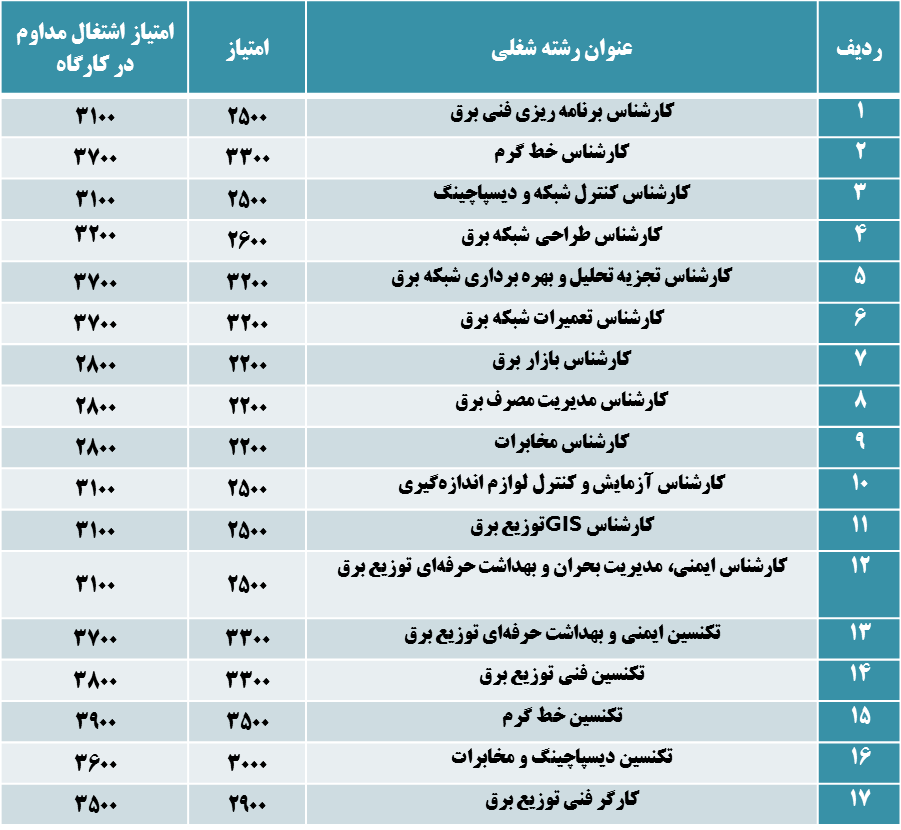 ردیف عنوان رشته شغلی امتیاز امتیاز اشتغال مداوم در کارگاه
۱ کارشناس برنامه ریزی فنی برق ۲۵۰۰ ۳۱۰۰
۲ کارشناس خط گرم ۳۳۰۰ ۳۷۰۰
۳ کارشناس کنترل شبکه و دیسپاچینگ ۲۵۰۰ ۳۱۰۰
۴ کارشناس طراحی شبکه برق ۲۶۰۰ ۳۲۰۰
۵ کارشناس تجزیه تحلیل و بهره برداری شبکه برق ۳۲۰۰ ۳۷۰۰
۶ کارشناس تعمیرات شبکه برق ۳۲۰۰ ۳۷۰۰
۷ کارشناس بازار برق ۲۲۰۰ ۲۸۰۰
۸ کارشناس مدیریت مصرف برق ۲۲۰۰ ۲۸۰۰
۹ کارشناس مخابرات ۲۲۰۰ ۲۸۰۰
۱۰ کارشناس آزمایش و کنترل لوازم اندازه‌گیری ۲۵۰۰ ۳۱۰۰
۱۱ کارشناس GISتوزیع برق ۲۵۰۰ ۳۱۰۰
۱۲ کارشناس ایمنی، مدیریت بحران و بهداشت حرفه‌ای توزیع برق ۲۵۰۰ ۳۱۰۰
۱۳ تکنسین ایمنی و بهداشت حرفه‌ای توزیع برق ۳۳۰۰ ۳۷۰۰
۱۴ تکنسین فنی توزیع برق ۳۳۰۰ ۳۸۰۰
۱۵ تکنسین خط گرم ۳۵۰۰ ۳۹۰۰
۱۶ تکنسین دیسپاچینگ و مخابرات ۳۰۰۰ ۳۶۰۰
۱۷ کارگر فنی توزیع برق ۲۹۰۰ ۳۵۰۰